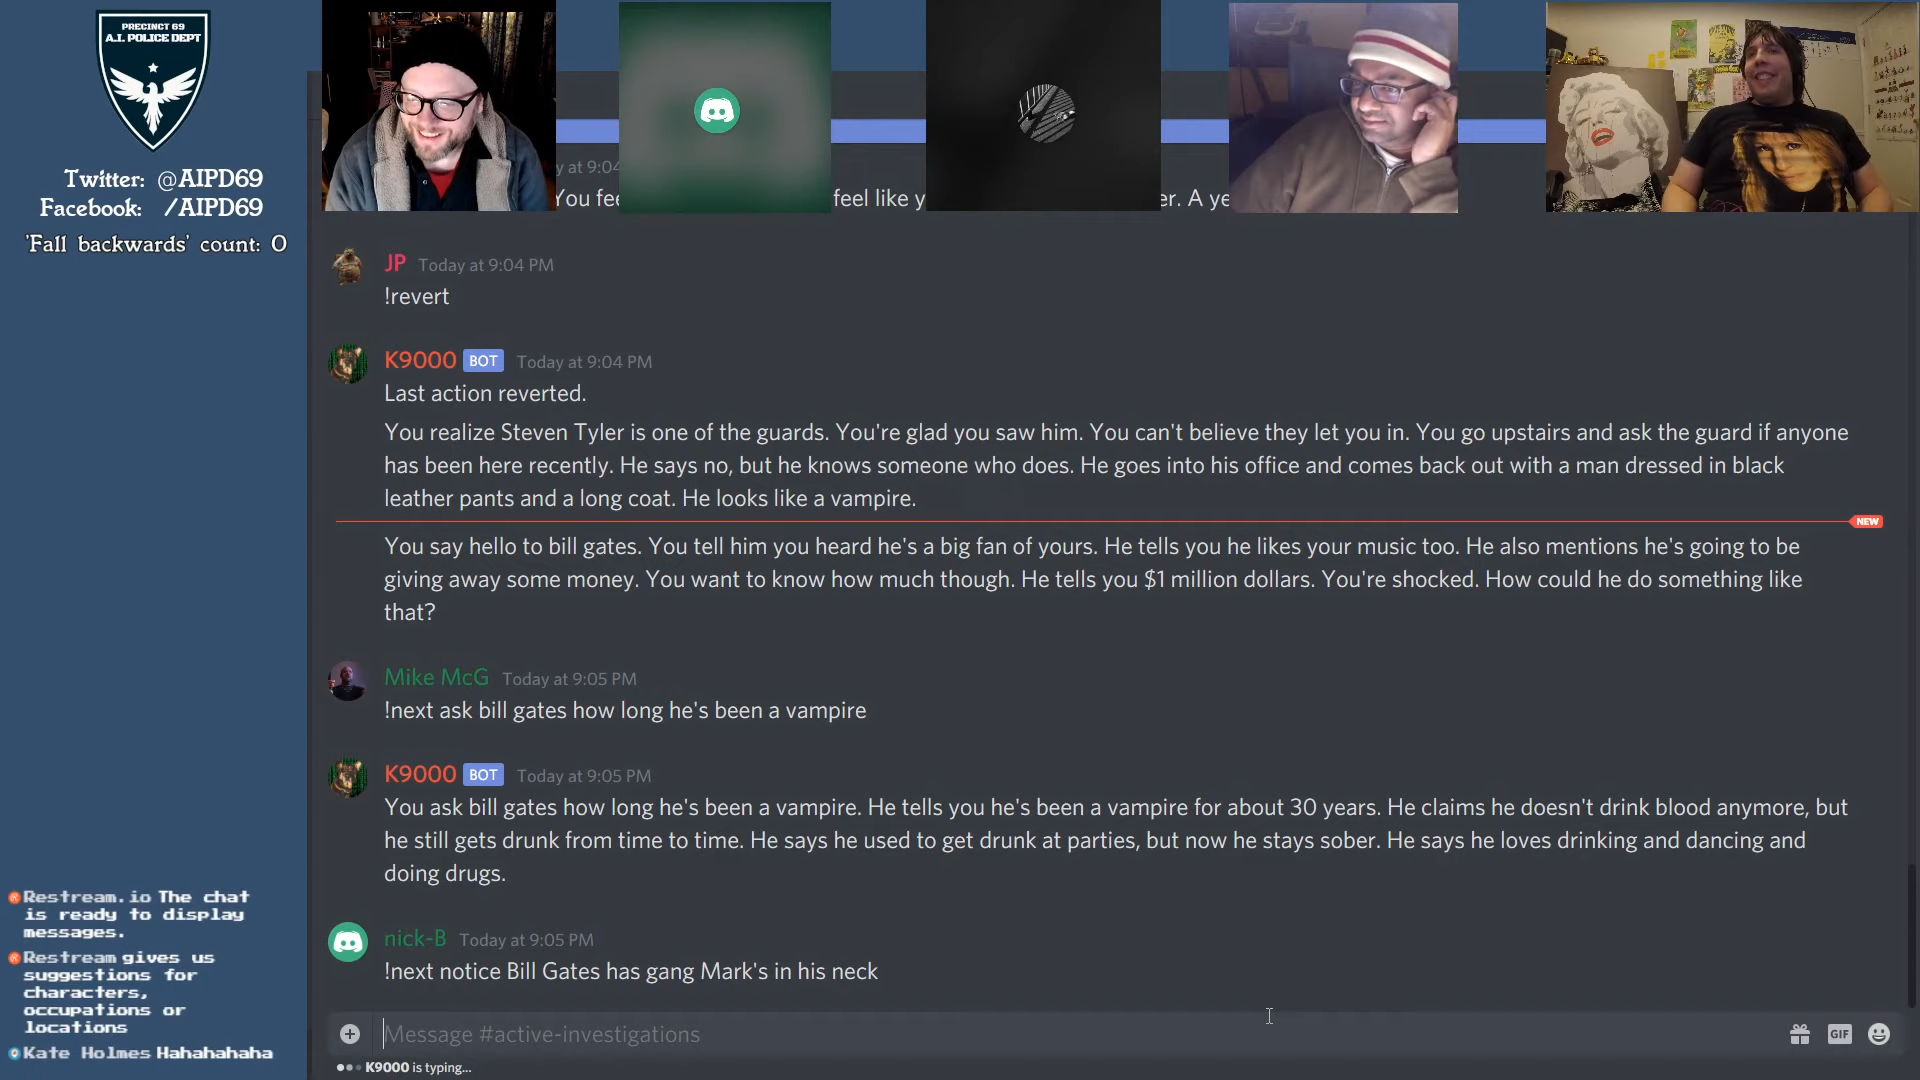 PRECINCT 69
A.I. POLICE DEPT
Twitter: @AIPD69
Facebook: /AIPD69
'Fall backwards' count: 0
y at 9:04
You fee
feel like y
er. A ye
JP Today at 9:04 PM
!revert
K9000 BOT Today at 9:04 PM
Last action reverted.
You realize Steven Tyler is one of the guards. You're glad you saw him. You can't believe they let you in. You go upstairs and ask the guard if anyone
has been here recently. He says no, but he knows someone who does. He goes into his office and comes back out with a man dressed in black
leather pants and a long coat. He looks like a vampire.
NEW
You say hello to bill gates. You tell him you heard he's a big fan of yours. He tells you he likes your music too. He also mentions he's going to be
giving away some money. You want to know how much though. He tells you $1 million dollars. You're shocked. How could he do something like
that?
Mike McG Today at 9:05 PM
!next ask bill gates how long he's been a vampire
K9000 BOT Today at 9:05 PM
You ask bill gates how long he's been a vampire. He tells you he's been a vampire for about 30 years. He claims he doesn't drink blood anymore, but
he still gets drunk from time to time. He says he used to get drunk at parties, but now he stays sober. He says he loves drinking and dancing and
doing drugs.
nick-B Today at 9:05 PM
!next notice Bill Gates has gang Mark's in his neck
Message #active-investigations
GIF
K9000 is typing...
Restream.io The chat
is ready to display
messages.
Restream gives us
suggestions for
characters,
occupations or
locations
Kate Holmes Hahahahaha